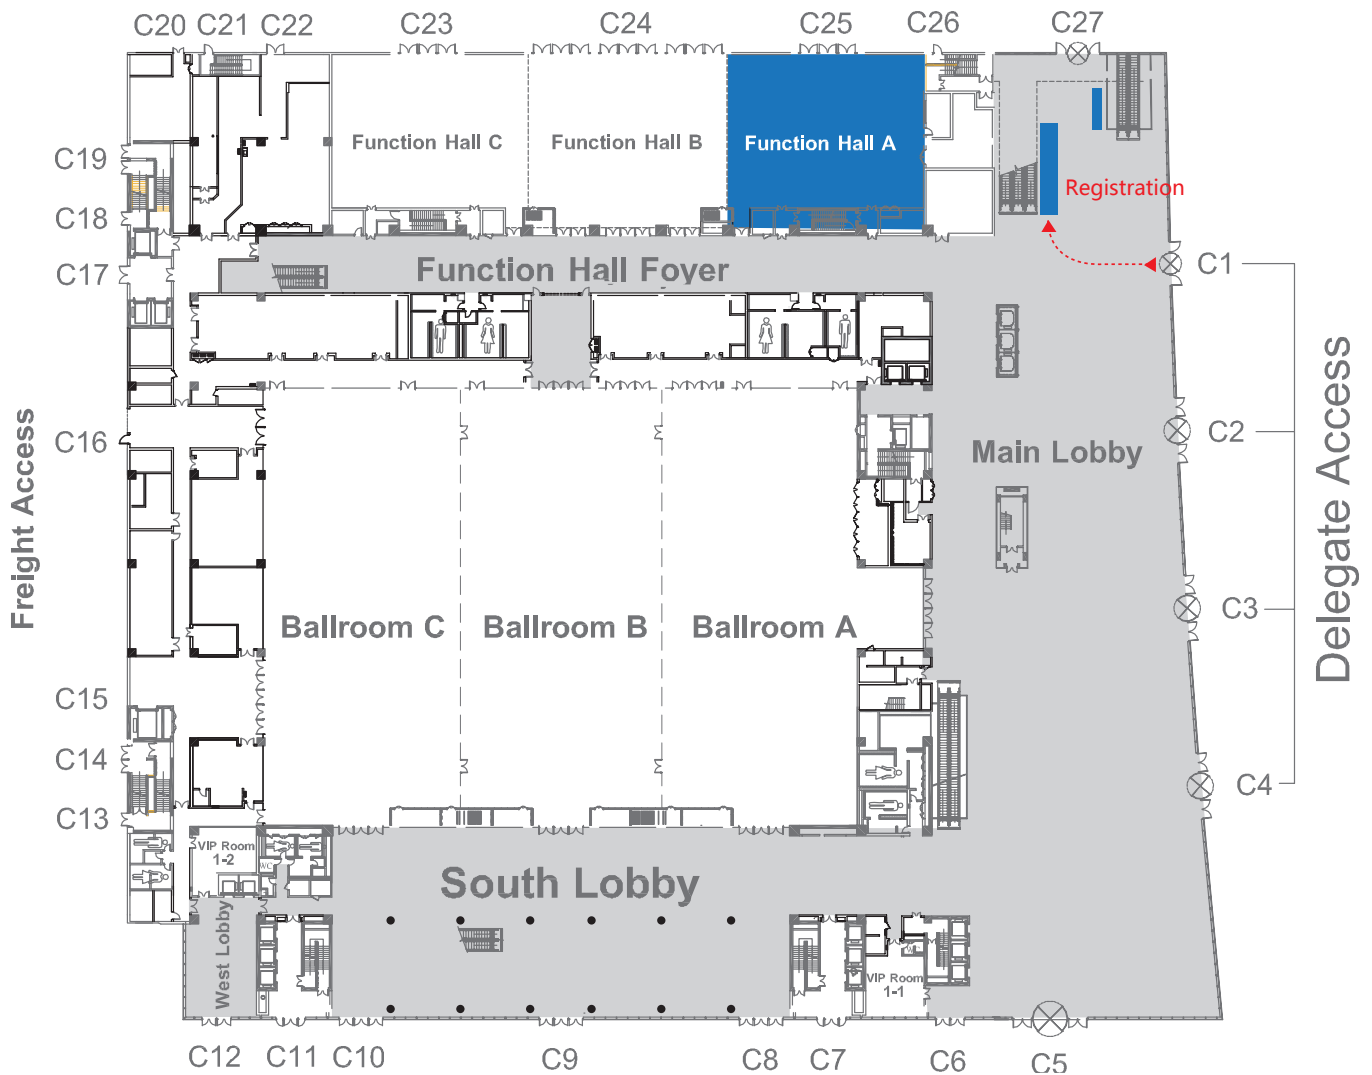 C20
C21
C22
C23
C24
C25
C26
C27
Function Hall C
Function Hall B
Function Hall A
C19
C18
Registration
C17
Function Hall Foyer
C1
C16
C2
Main Lobby
Freight Access
Delegate Access
C3
Ballroom C
Ballroom B
Ballroom A
C15
C14
C4
C13
VIP Room
1-2
WC
South Lobby
West Lobby
VIP Room
1-1
C12
C11
C10
C9
C8
C7
C6
C5